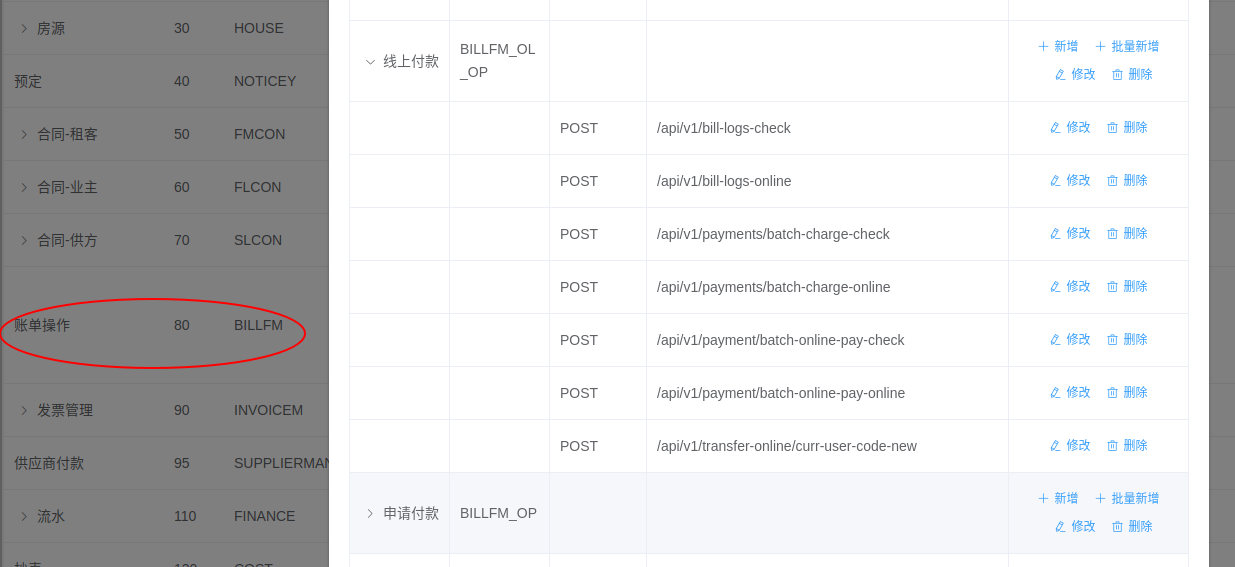 房源 30 HOUSE
预定 40 NOTICEY
合同-租客 50 FMCON
合同-业主 60 FLCON
合同-供方 70 SLCON
账单操作 80 BILLFM
发票管理 90 INVOICEM
供应商付款 95 SUPPLIERMAN
流水 110 FINANCE
线上付款 BILLFM_OL_OP 新增 批量新增
修改 删除
POST /api/v1/bill-logs-check 修改 删除
POST /api/v1/bill-logs-online 修改 删除
POST /api/v1/payments/batch-charge-check 修改 删除
POST /api/v1/payments/batch-charge-online 修改 删除
POST /api/v1/payment/batch-online-pay-check 修改 删除
POST /api/v1/payment/batch-online-pay-online 修改 删除
POST /api/v1/transfer-online/curr-user-code-new 修改 删除
申请付款 BILLFM_OP 新增 批量新增
修改 删除